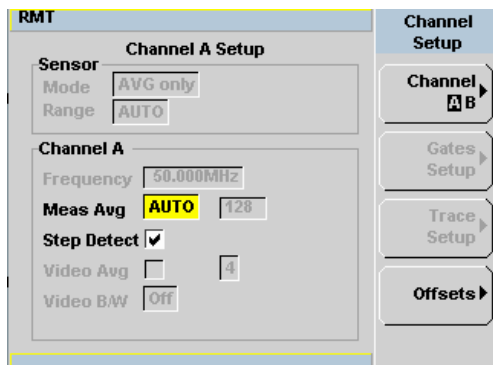 RMT
Channel A Setup
Sensor
Mode AVG only
Range AUTO
Channel A
Frequency 50.000MHz
Meas Avg AUTO 128
Step Detect
Video Avg 4
Video B/W Off
Channel
Setup
Channel
A B
Gates
Setup
Trace
Setup
Offsets